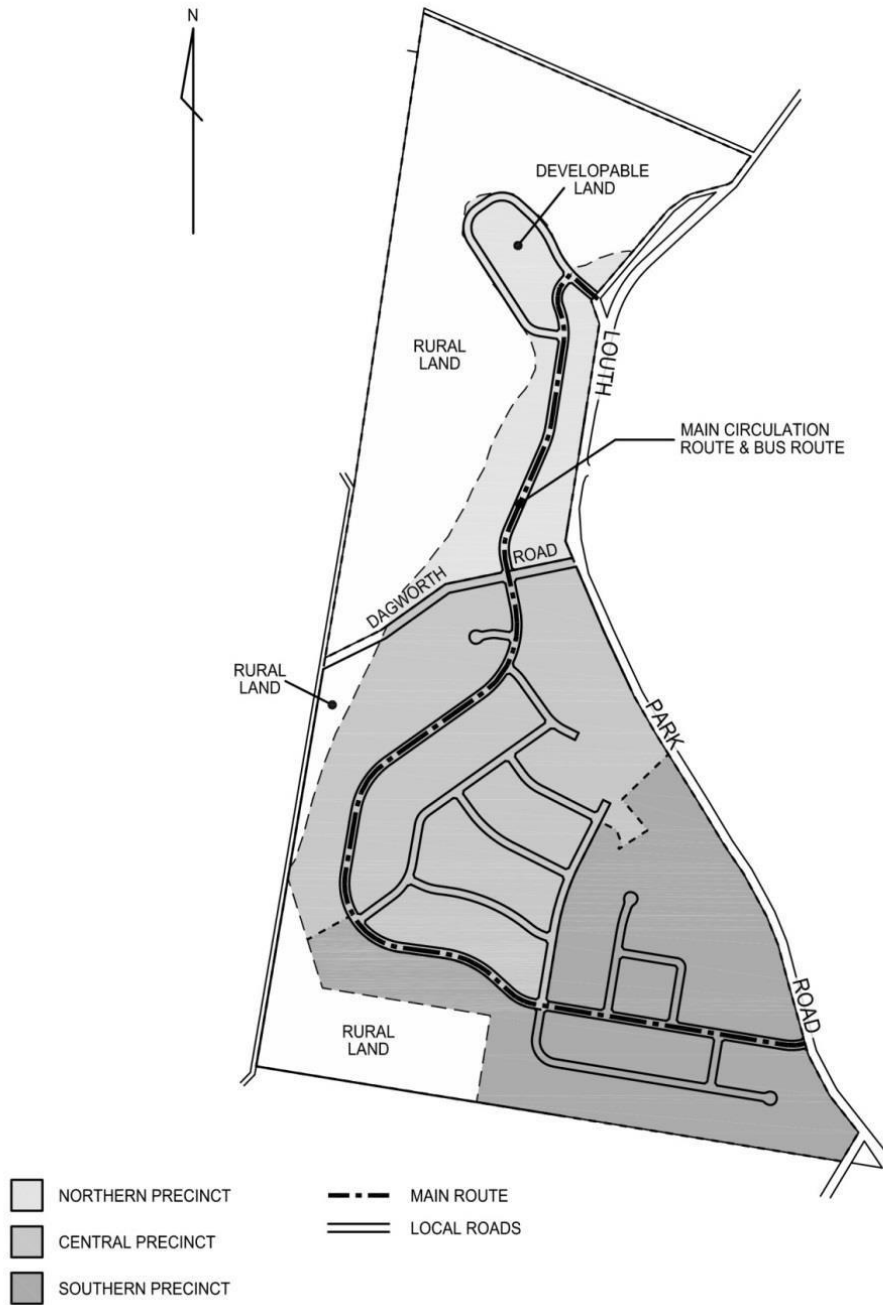 N
DEVELOPABLE
LAND
RURAL
LAND
LOUTH
MAIN CIRCULATION
ROUTE & BUS ROUTE
DAGWORTH
ROAD
RURAL
LAND
PARK
ROAD
RURAL
LAND
NORTHERN PRECINCT
MAIN ROUTE
CENTRAL PRECINCT
LOCAL ROADS
SOUTHERN PRECINCT